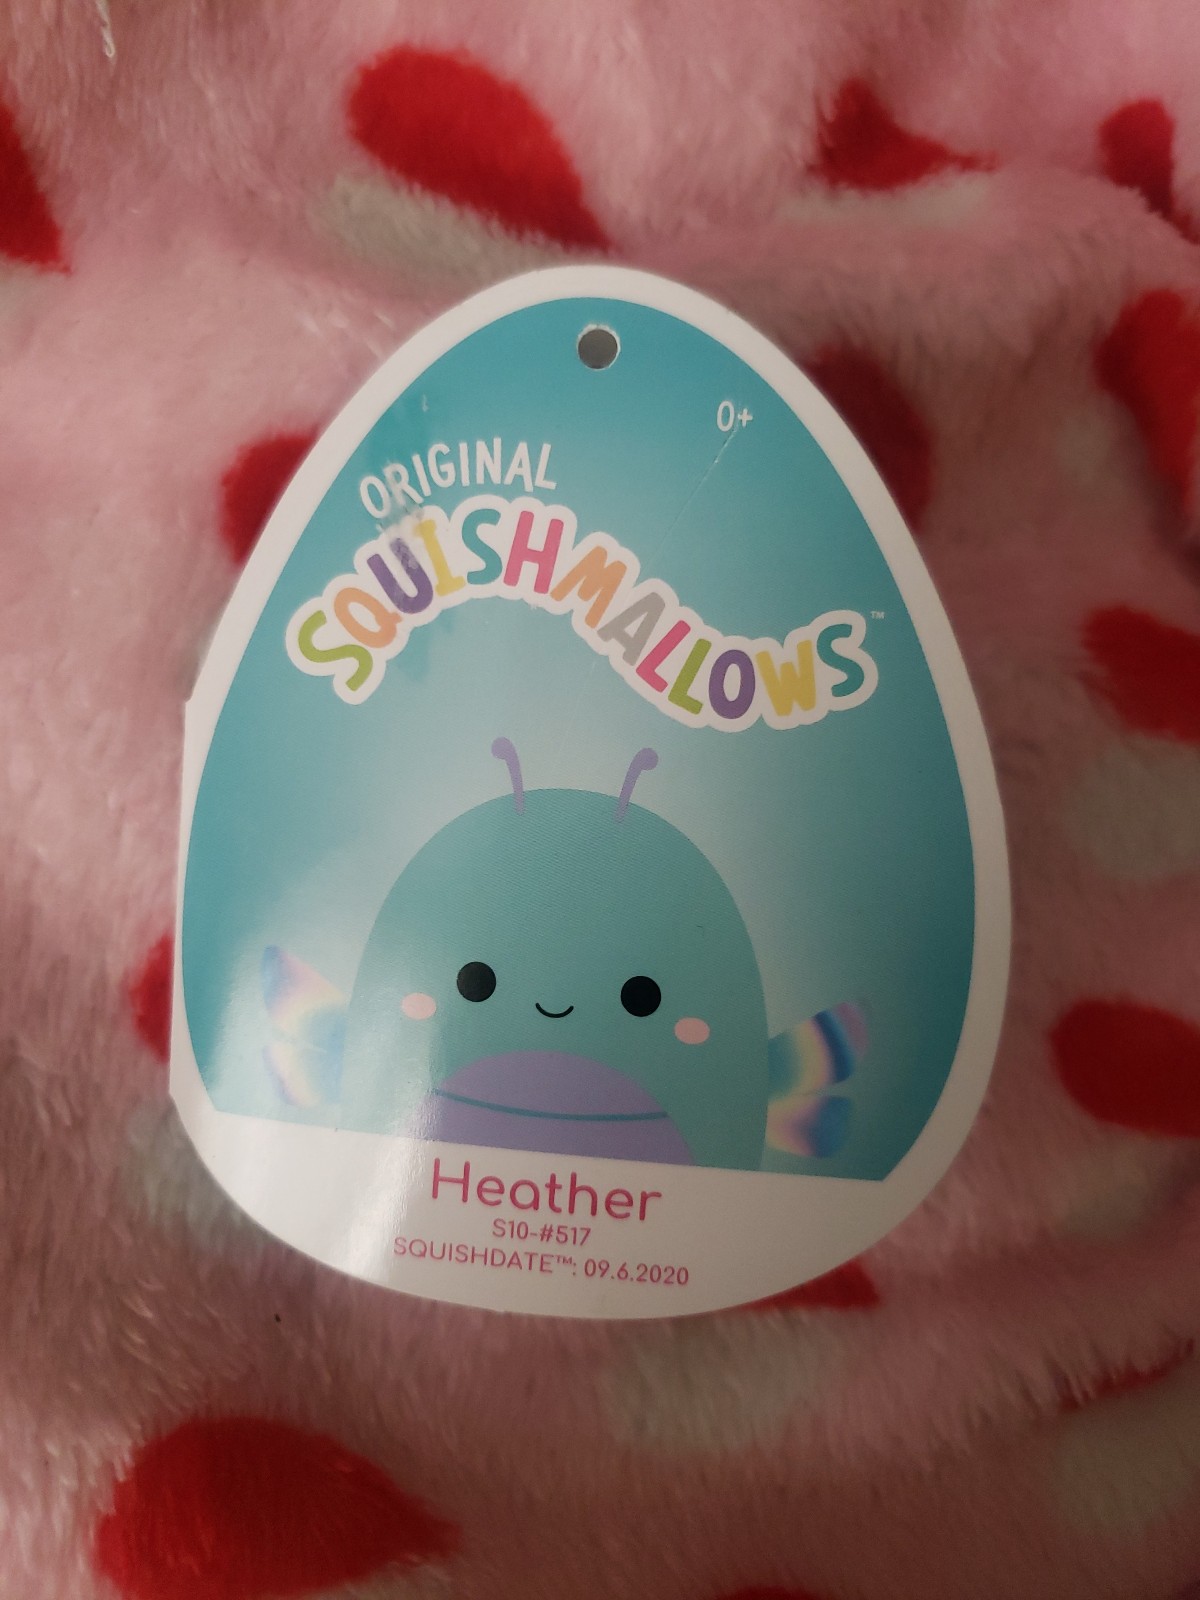 0+
ORIGINAL
SQUISHMALLOWS™
Heather
S10-#517
SQUISHDATE™: 09.6.2020